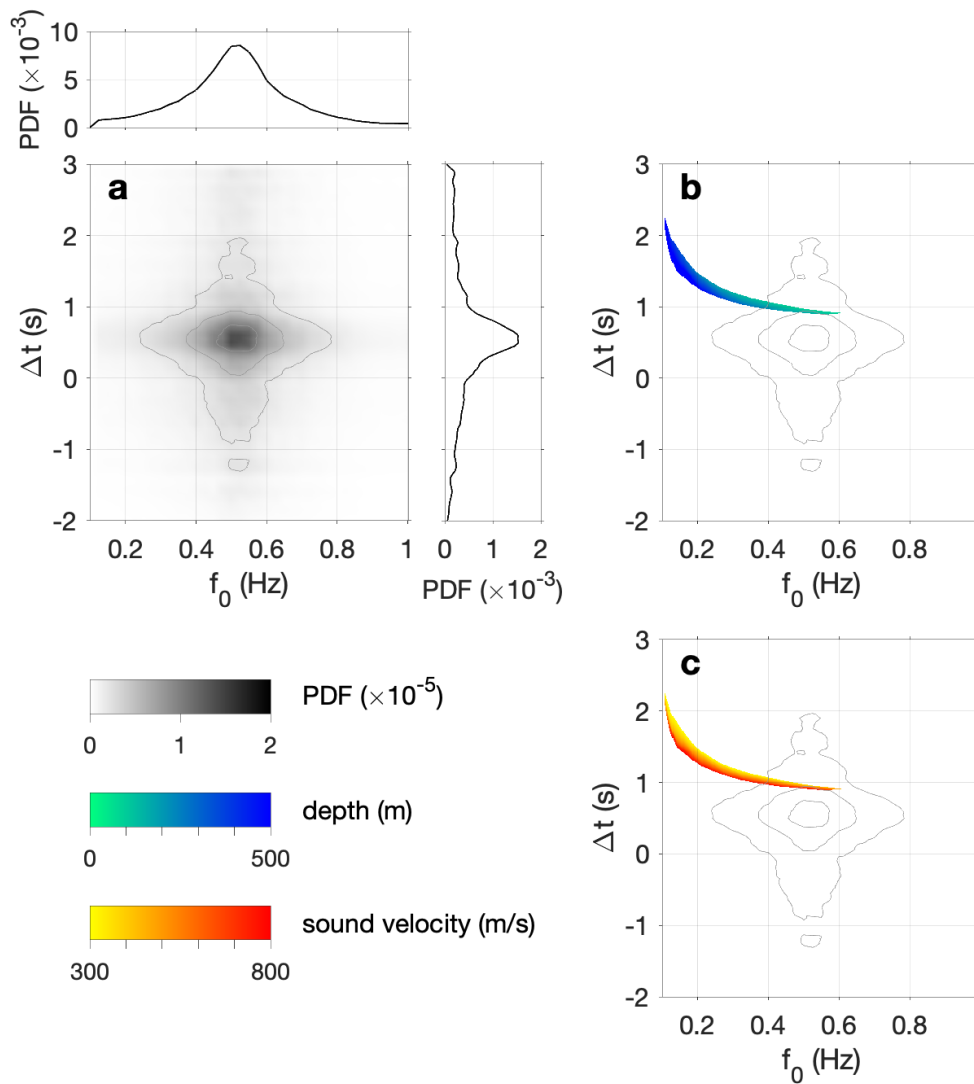 10
5
0
PDF (×10⁻³)
a
3
2
1
0
-1
-2
Δt (s)
0.2 0.4 0.6 0.8 1
f₀ (Hz)
0 1 2
PDF (×10⁻³)
b
3
2
1
0
-1
-2
Δt (s)
0.2 0.4 0.6 0.8
f₀ (Hz)
PDF (×10⁻⁵)
0 1 2
depth (m)
0 500
sound velocity (m/s)
300 800
c
3
2
1
0
-1
-2
Δt (s)
0.2 0.4 0.6 0.8
f₀ (Hz)